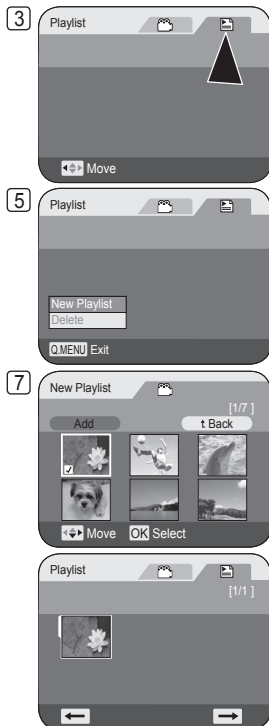 3
Playlist
Move
5
Playlist
New Playlist
Delete
Q.MENU Exit
7
New Playlist
[1/7 ]
Add
t Back
Move OK Select
Playlist
[1/1 ]